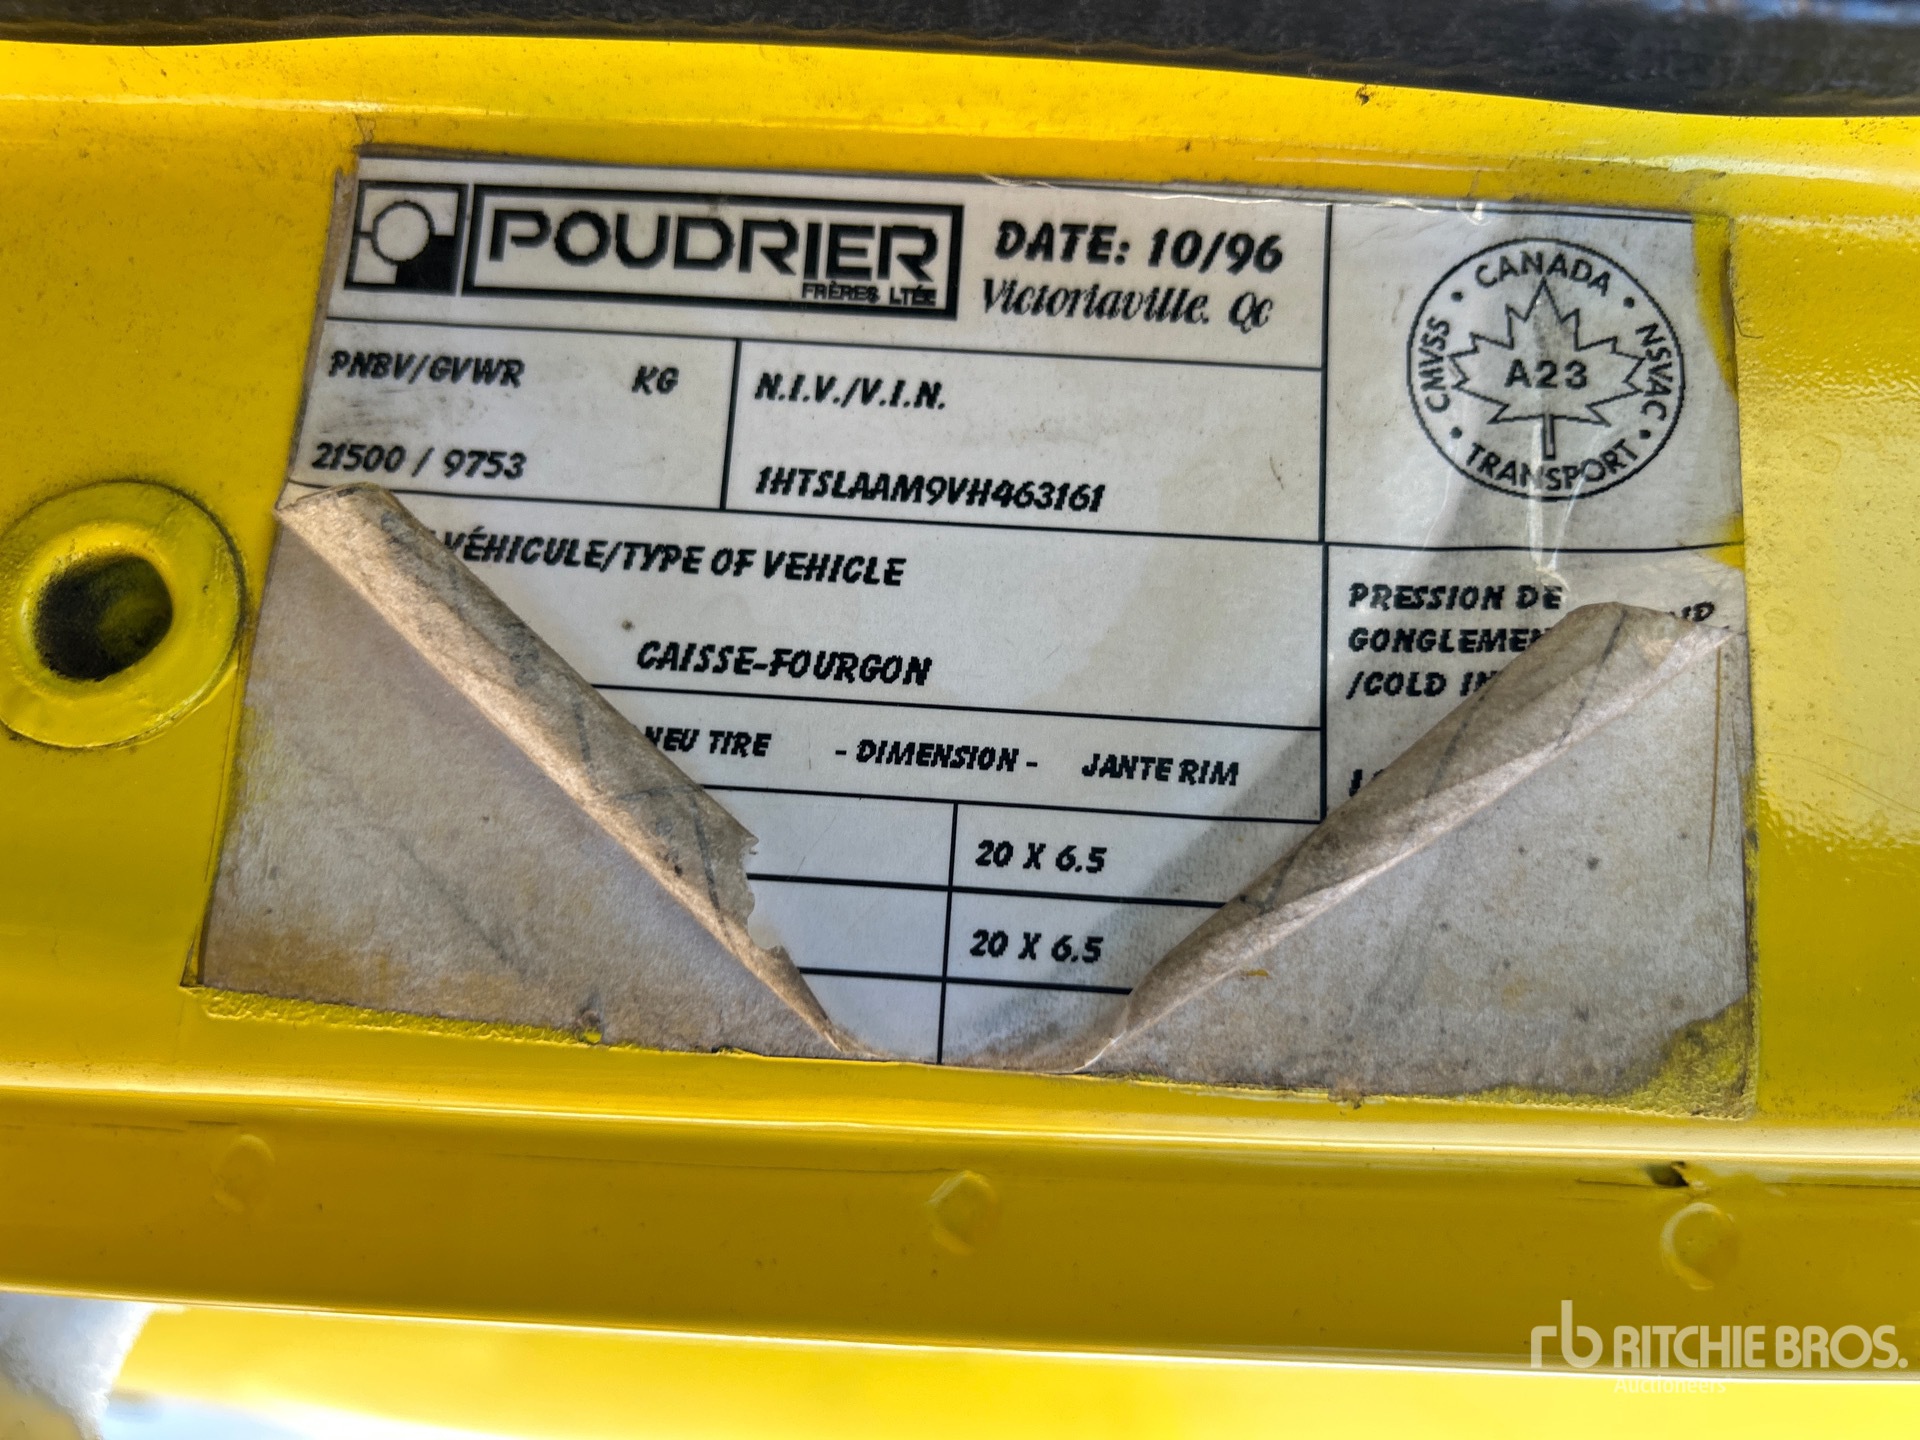 POUDRIER
FRÈRES LTÉE
DATE: 10/96
Victoriaville, Qc
CANADA
NSVAC
TRANSPORT
CMVSS
A23
PNBV/GVWR KG
21500 / 9753
N.I.V./V.I.N.
1HTSLAAM9VH463161
VÉHICULE/TYPE OF VEHICLE
CAISSE-FOURGON
PRESSION DE
/COLD
NEU TIRE - DIMENSION - JANTE RIM
20 X 6.5
20 X 6.5
rb RITCHIE BROS.
Auctioneers